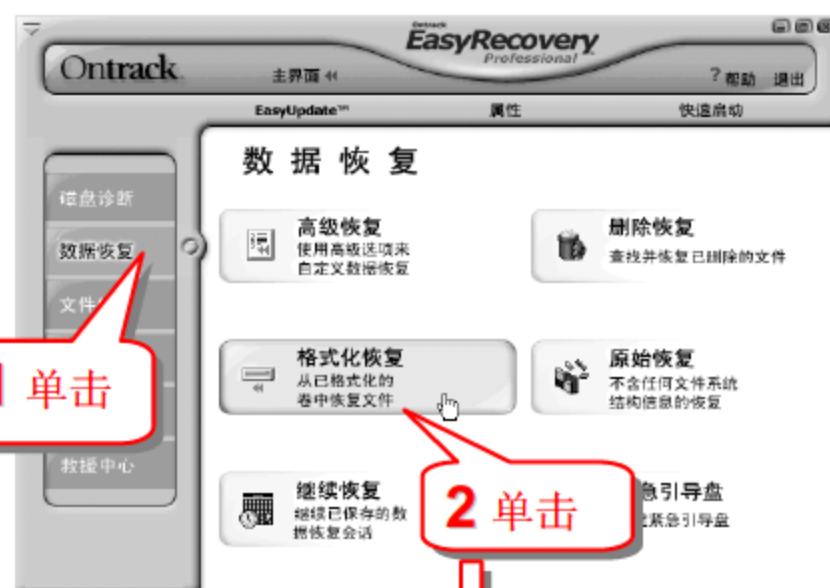 Ontrack
EasyRecovery
Professional
Ontrack.
主界面
? 帮助 退出
EasyUpdate™ 属性 快速启动
数据恢复
磁盘诊断
数据恢复
文件
救援中心
高级恢复
使用高级选项来
自定义数据恢复
删除恢复
查找并恢复已删除的文件
格式化恢复
从已格式化的
卷中恢复文件
原始恢复
不含任何文件系统
结构信息的恢复
继续恢复
继续已保存的数
据恢复会话
急引导盘
紧急引导盘
1 单击
2 单击